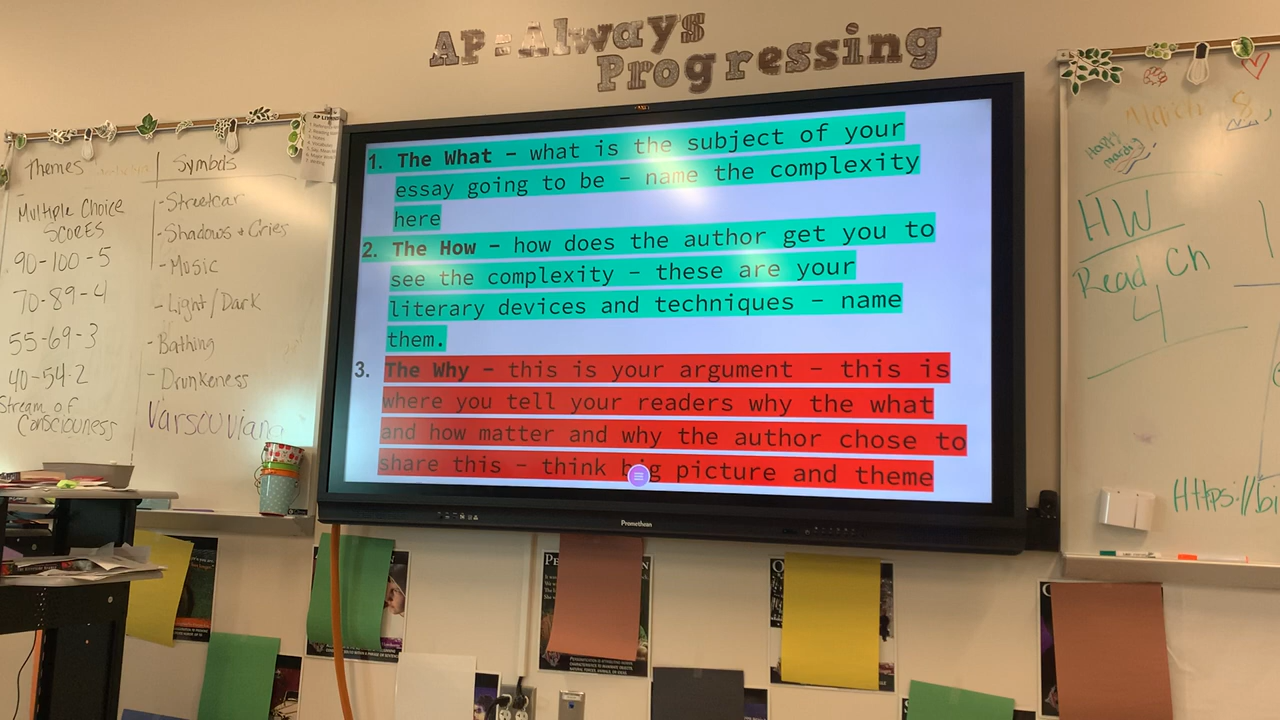 AP = Always
Progressing
Themes
Symbols
Multiple Choice
Scores
90-100-5
70-89-4
55-69-3
40-54-2
Stream of
Consciouness
-Streetcar
-Shadows + Cries
-Music
-Light/Dark
-Bathing
-Drunkeness
Varsouviana
1. The What – what is the subject of your
essay going to be – name the complexity
here
2. The How – how does the author get you to
see the complexity – these are your
literary devices and techniques – name
them.
3. The Why – this is your argument – this is
where you tell your readers why the what
and how matter and why the author chose to
share this – think big picture and theme
Promethean
March 8,
Happy
HW
Read Ch
4
Https://bi